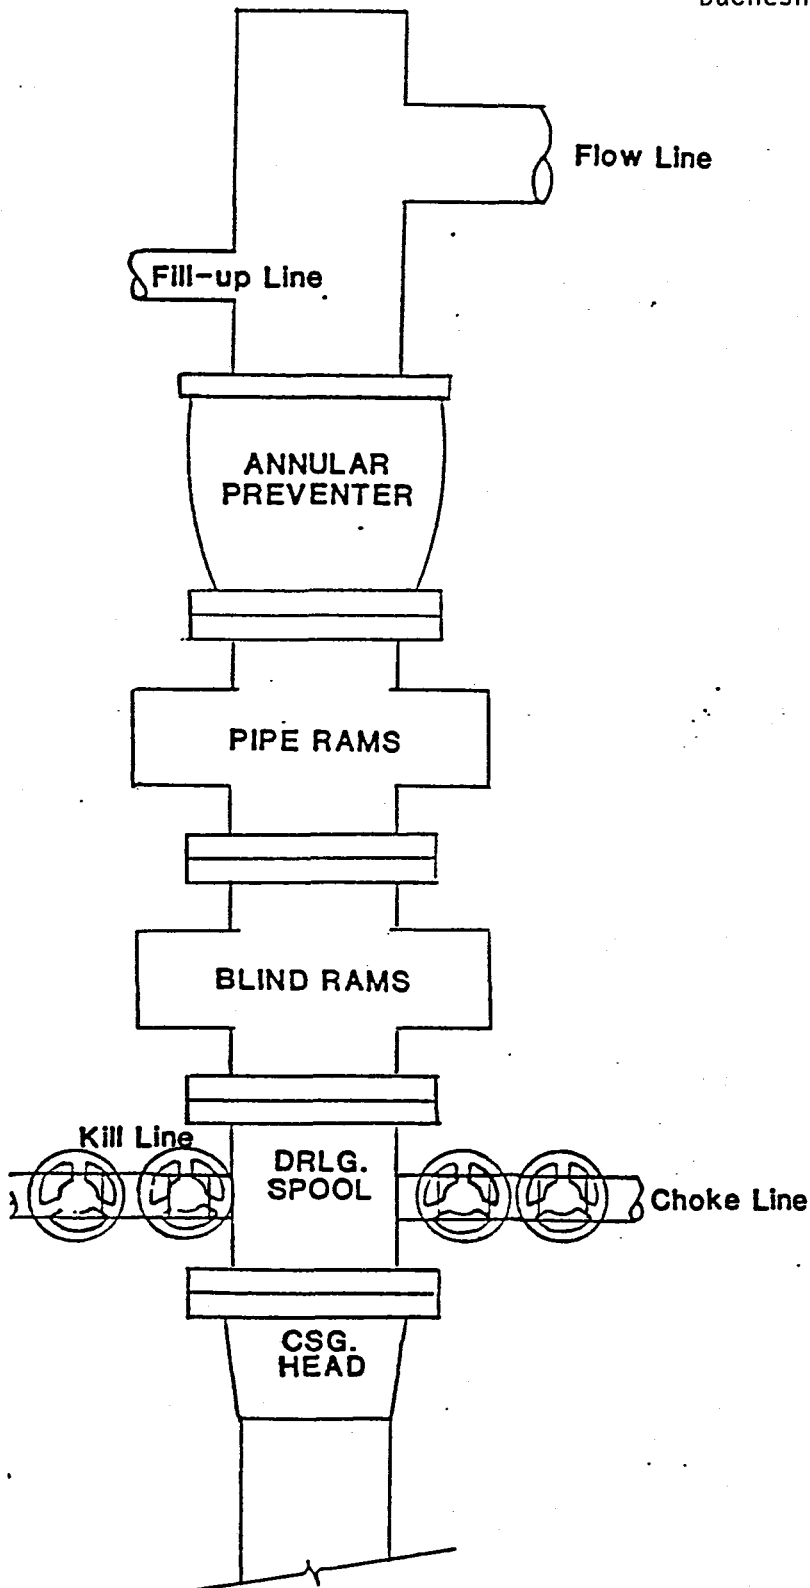 Flow Line
Fill-up Line
ANNULAR
PREVENTER
PIPE RAMS
BLIND RAMS
Kill Line
DRLG.
SPOOL
Choke Line
CSG.
HEAD